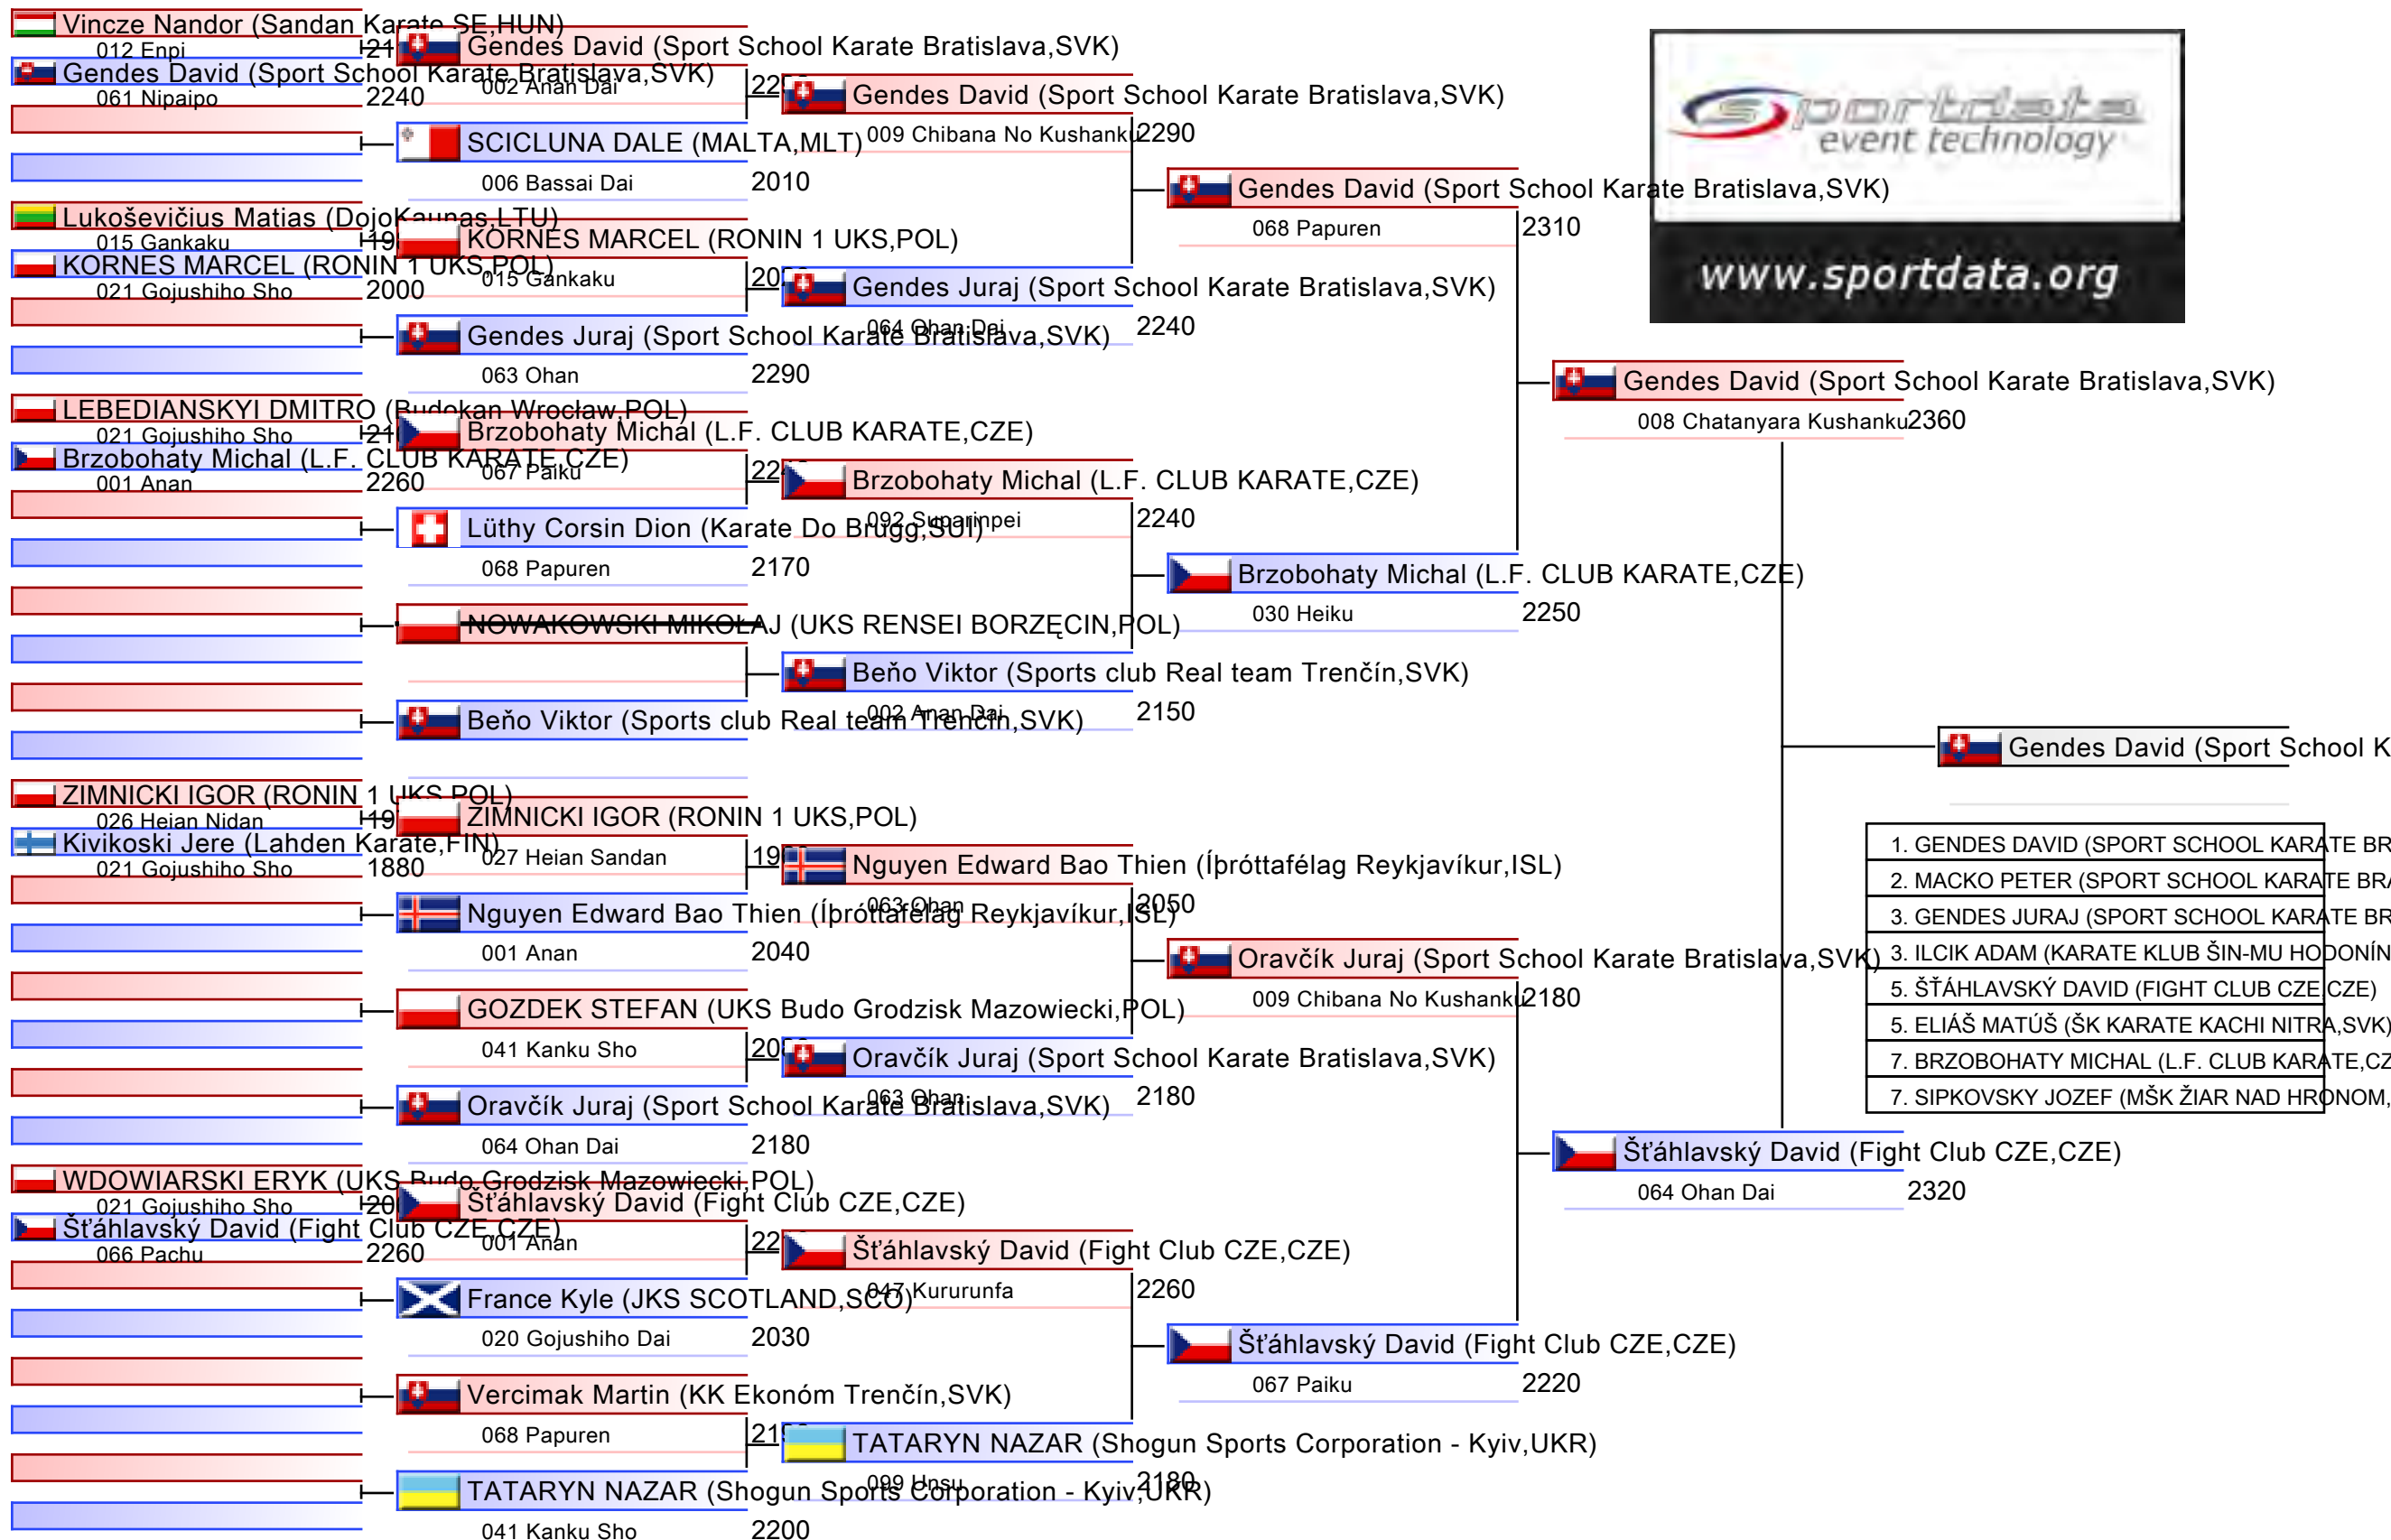 Vincze Nandor (Sandan Karate SE,HUN)
012 Enpi
Gendes David (Sport School Karate Bratislava,SVK)
061 Nipaipo 2240
Lukoševičius Matias (DojoKaunas,LTU)
015 Gankaku
KORNES MARCEL (RONIN 1 UKS,POL)
021 Gojushiho Sho 2000
LEBEDIANSKYI DMITRO (Budokan Wrocław,POL)
021 Gojushiho Sho
Brzobohaty Michal (L.F. CLUB KARATE,CZE)
001 Anan 2260
ZIMNICKI IGOR (RONIN 1 UKS,POL)
026 Heian Nidan
Kivikoski Jere (Lahden Karate,FIN)
021 Gojushiho Sho 1880
WDOWIARSKI ERYK (UKS Budo Grodzisk Mazowiecki,POL)
021 Gojushiho Sho
Šťáhlavský David (Fight Club CZE,CZE)
066 Pachu 2260
Gendes David (Sport School Karate Bratislava,SVK)
002 Anan Dai
SCICLUNA DALE (MALTA,MLT)
006 Bassai Dai 2010
KORNES MARCEL (RONIN 1 UKS,POL)
015 Gankaku
Gendes Juraj (Sport School Karate Bratislava,SVK)
063 Ohan 2290
Brzobohaty Michal (L.F. CLUB KARATE,CZE)
067 Paiku
Lüthy Corsin Dion (Karate Do Brugg,SUI)
068 Papuren 2170
NOWAKOWSKI MIKOŁAJ (UKS RENSEI BORZĘCIN,POL)
Beňo Viktor (Sports club Real team Trenčín,SVK)
ZIMNICKI IGOR (RONIN 1 UKS,POL)
027 Heian Sandan
Nguyen Edward Bao Thien (Íþróttafélag Reykjavíkur,ISL)
001 Anan 2040
GOZDEK STEFAN (UKS Budo Grodzisk Mazowiecki,POL)
041 Kanku Sho
Oravčík Juraj (Sport School Karate Bratislava,SVK)
064 Ohan Dai 2180
Šťáhlavský David (Fight Club CZE,CZE)
001 Anan
France Kyle (JKS SCOTLAND,SCO)
020 Gojushiho Dai 2030
Vercimak Martin (KK Ekonóm Trenčín,SVK)
068 Papuren
TATARYN NAZAR (Shogun Sports Corporation - Kyiv,UKR)
041 Kanku Sho 2200
Gendes David (Sport School Karate Bratislava,SVK)
009 Chibana No Kushanku 2290
Gendes Juraj (Sport School Karate Bratislava,SVK)
064 Ohan Dai 2240
Brzobohaty Michal (L.F. CLUB KARATE,CZE)
092 Suparinpei 2240
Beňo Viktor (Sports club Real team Trenčín,SVK)
002 Anan Dai 2150
Nguyen Edward Bao Thien (Íþróttafélag Reykjavíkur,ISL)
063 Ohan 2050
Oravčík Juraj (Sport School Karate Bratislava,SVK)
063 Ohan 2180
Šťáhlavský David (Fight Club CZE,CZE)
047 Kururunfa 2260
TATARYN NAZAR (Shogun Sports Corporation - Kyiv,UKR)
099 Unsu 2180
Gendes David (Sport School Karate Bratislava,SVK)
068 Papuren 2310
Brzobohaty Michal (L.F. CLUB KARATE,CZE)
030 Heiku 2250
Oravčík Juraj (Sport School Karate Bratislava,SVK)
009 Chibana No Kushanku 2180
Šťáhlavský David (Fight Club CZE,CZE)
067 Paiku 2220
Gendes David (Sport School Karate Bratislava,SVK)
008 Chatanyara Kushanku 2360
Šťáhlavský David (Fight Club CZE,CZE)
064 Ohan Dai 2320
Gendes David (Sport School K
sportdata
event technology
www.sportdata.org
1. GENDES DAVID (SPORT SCHOOL KARATE BR
2. MACKO PETER (SPORT SCHOOL KARATE BRA
3. GENDES JURAJ (SPORT SCHOOL KARATE BR
3. ILCIK ADAM (KARATE KLUB ŠIN-MU HODONÍN
5. ŠŤÁHLAVSKÝ DAVID (FIGHT CLUB CZE,CZE)
5. ELIÁŠ MATÚŠ (ŠK KARATE KACHI NITRA,SVK)
7. BRZOBOHATY MICHAL (L.F. CLUB KARATE,CZ
7. SIPKOVSKY JOZEF (MŠK ŽIAR NAD HRONOM,